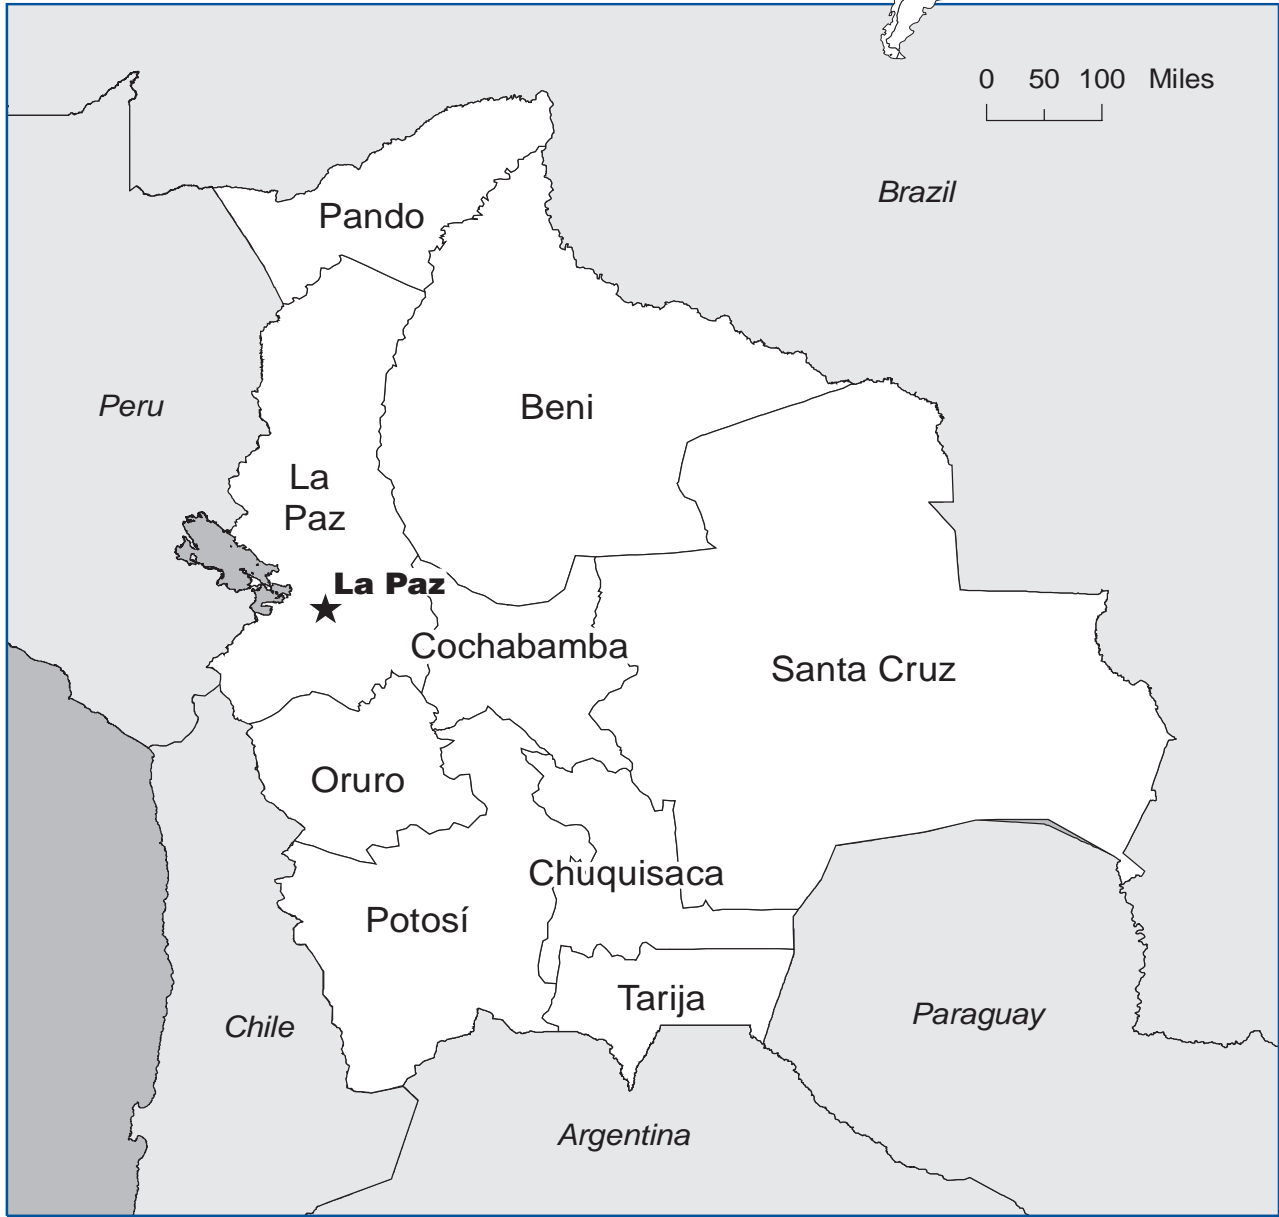 0 50 100 Miles
Brazil
Pando
Peru
Beni
La
Paz
La Paz
Cochabamba
Santa Cruz
Oruro
Chuquisaca
Potosí
Tarija
Paraguay
Chile
Argentina